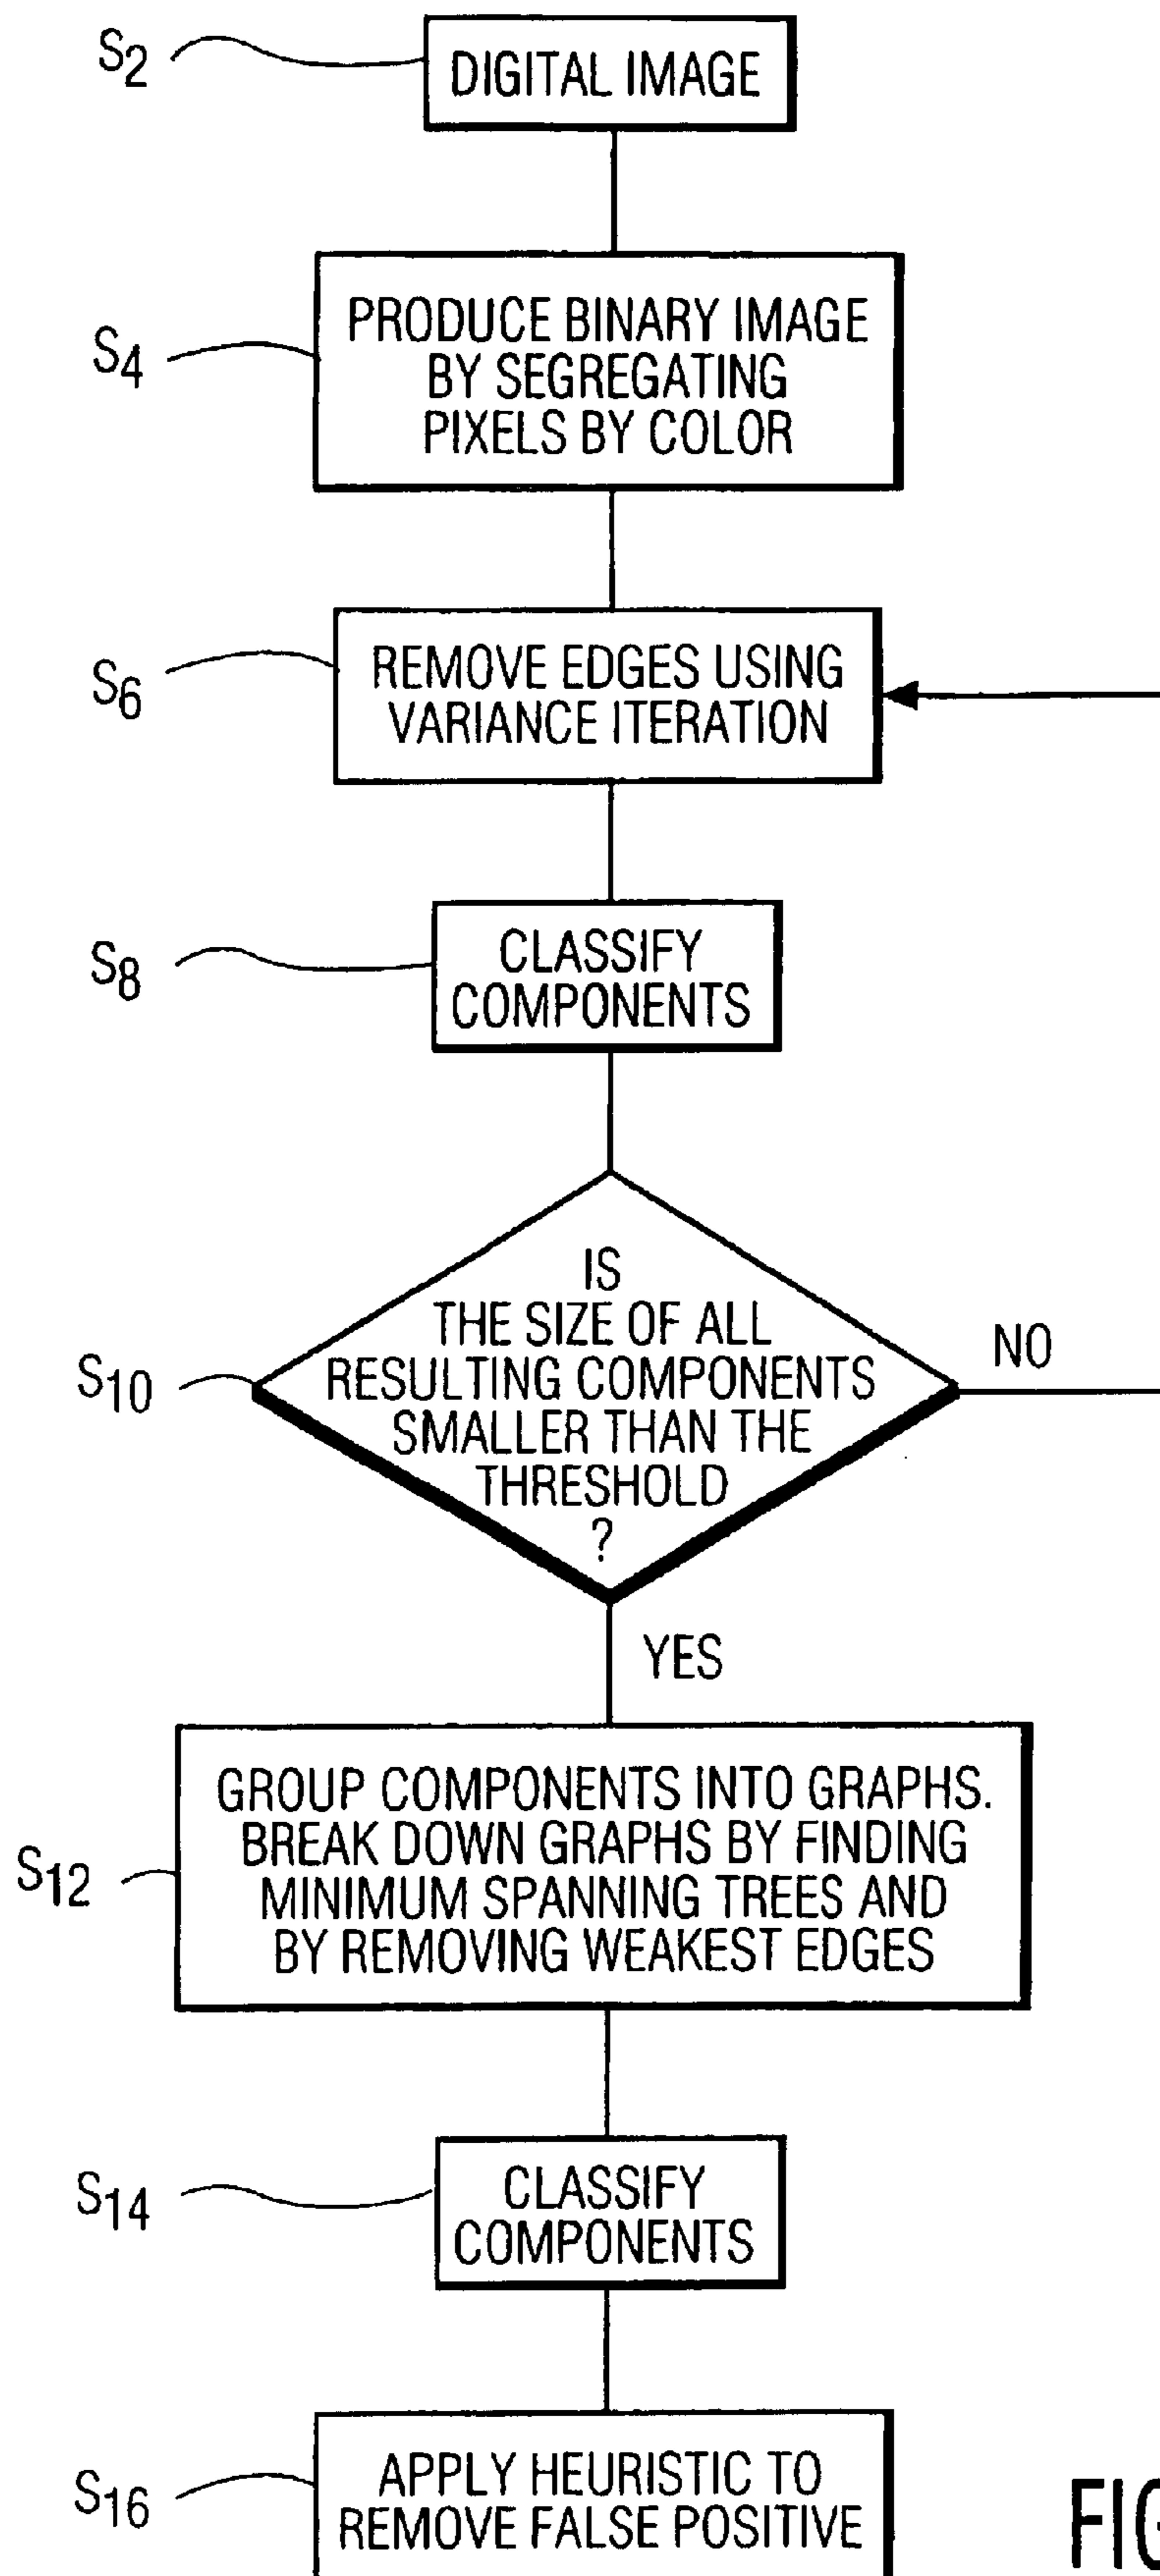 S2
DIGITAL IMAGE
S4
PRODUCE BINARY IMAGE
BY SEGREGATING
PIXELS BY COLOR
S6
REMOVE EDGES USING
VARIANCE ITERATION
S8
CLASSIFY
COMPONENTS
S10
IS
THE SIZE OF ALL
RESULTING COMPONENTS
SMALLER THAN THE
THRESHOLD
?
NO
YES
S12
GROUP COMPONENTS INTO GRAPHS.
BREAK DOWN GRAPHS BY FINDING
MINIMUM SPANNING TREES AND
BY REMOVING WEAKEST EDGES
S14
CLASSIFY
COMPONENTS
S16
APPLY HEURISTIC TO
REMOVE FALSE POSITIVE
FIG